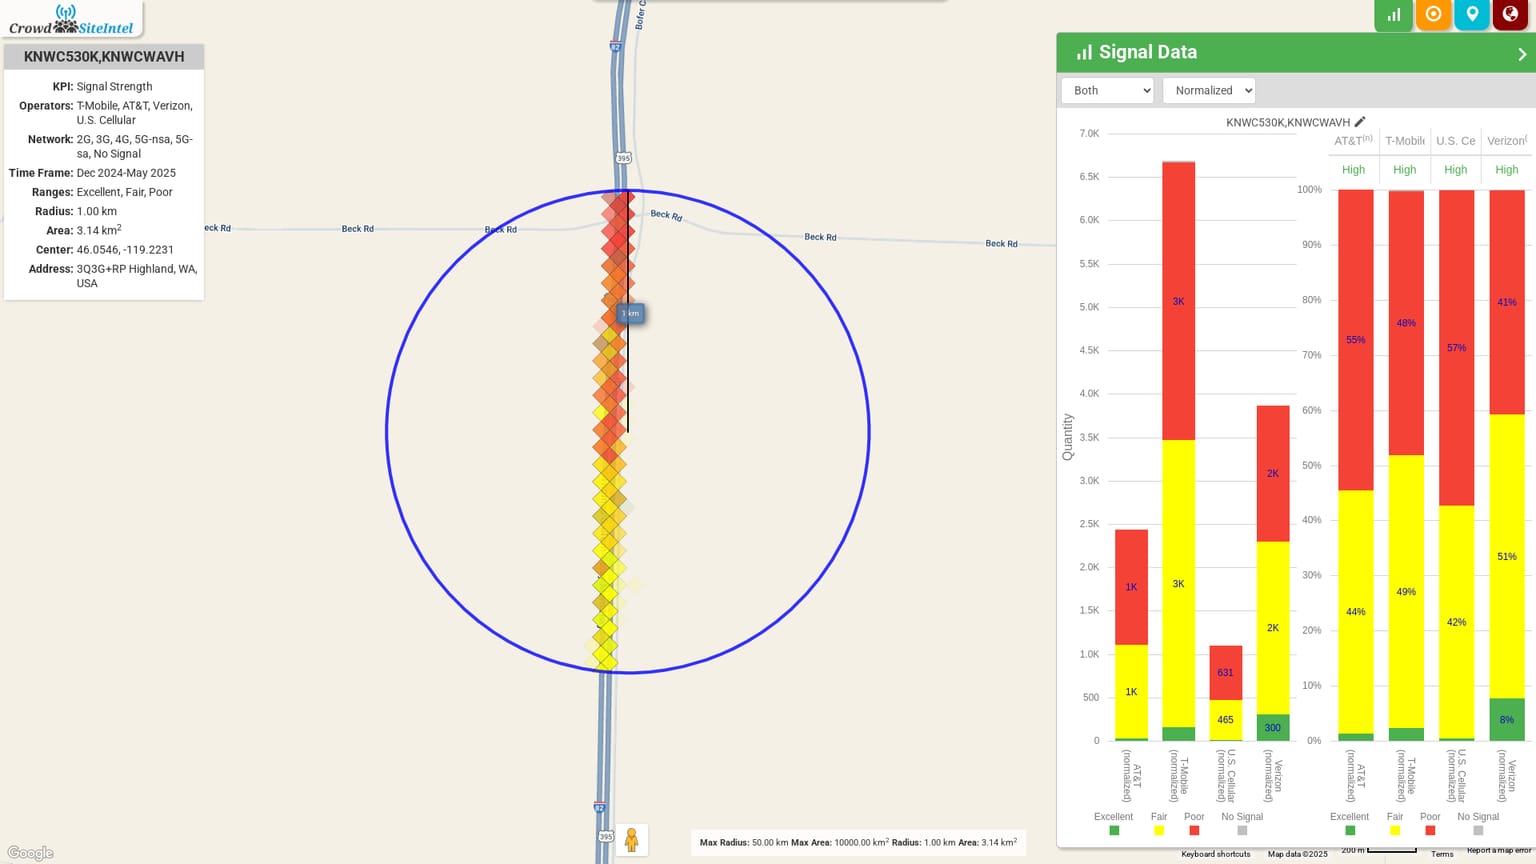 Crowd SiteIntel
KNWC530K,KNWCWAVH
KPI: Signal Strength
Operators: T-Mobile, AT&T, Verizon,
U.S. Cellular
Network: 2G, 3G, 4G, 5G-nsa, 5G-
sa, No Signal
Time Frame: Dec 2024-May 2025
Ranges: Excellent, Fair, Poor
Radius: 1.00 km
Area: 3.14 km²
Center: 46.0546, -119.2231
Address: 3Q3G+RP Highland, WA,
USA
Bofer C
82
395
eck Rd
Beck Rd
Beck Rd
Beck Rd
Beck Rd
Beck Rd
1 km
82
395
Google
Max Radius: 50.00 km Max Area: 10000.00 km² Radius: 1.00 km Area: 3.14 km²
Signal Data
Both
Normalized
KNWC530K,KNWCWAVH
7.0K
6.5K
6.0K
5.5K
5.0K
4.5K
4.0K
3.5K
3.0K
2.5K
2.0K
1.5K
1.0K
500
0
Quantity
1K
1K
3K
3K
631
465
2K
2K
300
AT&T (normalized)
T-Mobile (normalized)
U.S. Cellular (normalized)
Verizon (normalized)
Excellent Fair Poor No Signal
AT&T(n) T-Mobile U.S. Ce Verizon(
High High High High
100%
90%
80%
70%
60%
50%
40%
30%
20%
10%
0%
55%
44%
48%
49%
57%
42%
41%
51%
8%
AT&T (normalized)
T-Mobile (normalized)
U.S. Cellular (normalized)
Verizon (normalized)
Excellent Fair Poor No Signal
Keyboard shortcuts Map data ©2025 200 m Terms Report a map error